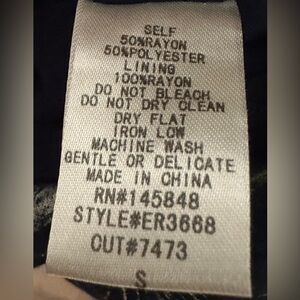 SELF
50%RAYON
50%POLYESTER
LINING
100%RAYON
DO NOT BLEACH
DO NOT DRY CLEAN
DRY FLAT
IRON LOW
MACHINE WASH
GENTLE OR DELICATE
MADE IN CHINA
RN#145848
STYLE#ER3668
CUT#7473
S